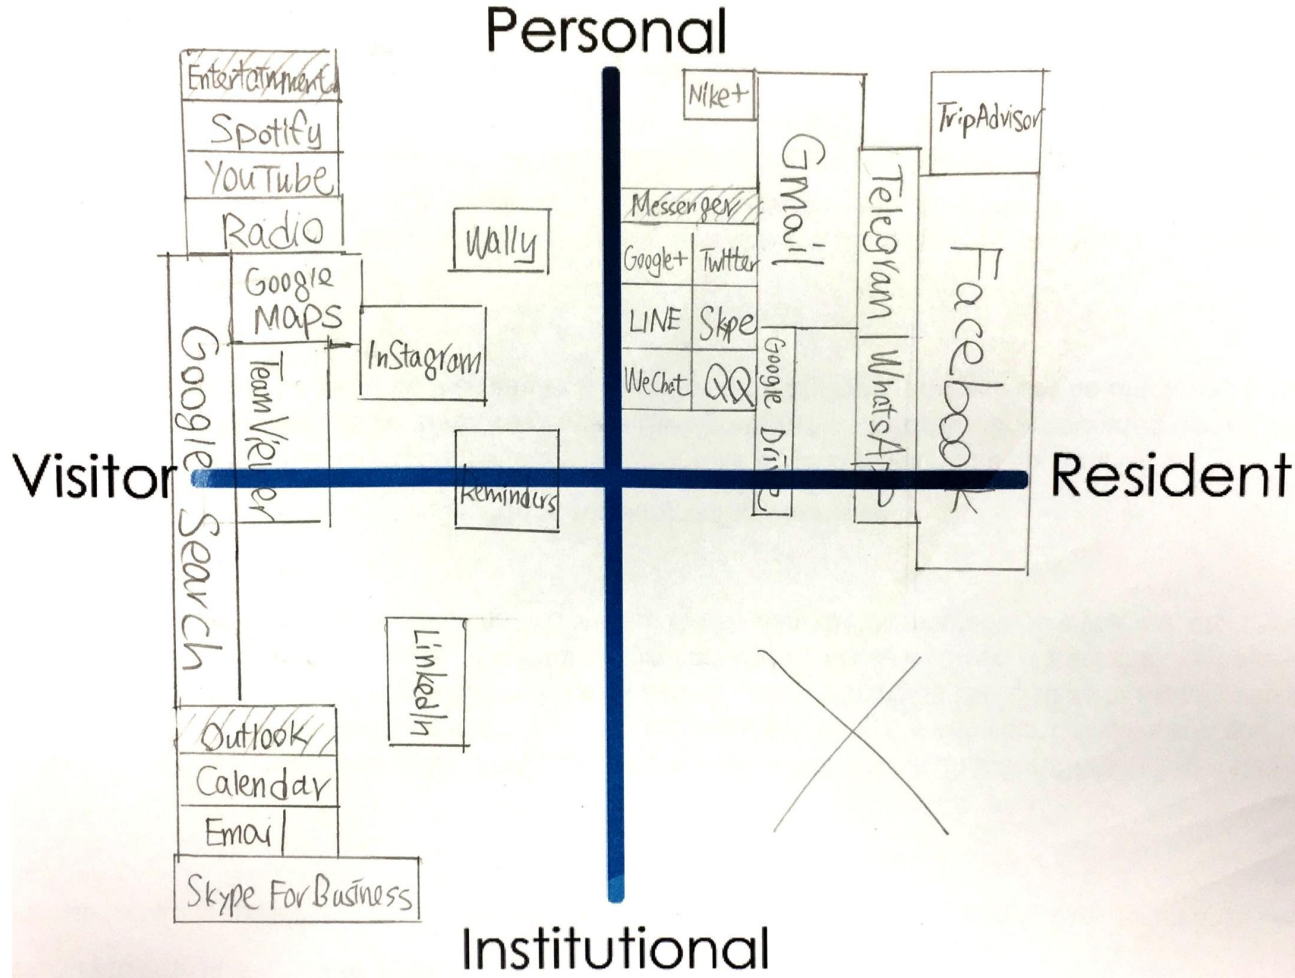 Personal
Entertainment
Spotify
YouTube
Radio
Google
Maps
Wally
InStagram
TeamViewer
Google Search
Reminders
Nike+
Gmail
Telegram
TripAdvisor
Messenger
Google+
Twitter
LINE
Skpe
WeChat
QQ
Google Drive
WhatsApp
Facebook
Visitor
Resident
LinkedIn
Outlook
Calendar
Email
Skype For Business
Institutional